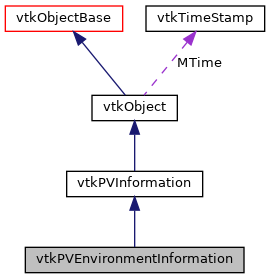 vtkObjectBase
vtkTimeStamp
MTime
vtkObject
vtkPVInformation
vtkPVEnvironmentInformation